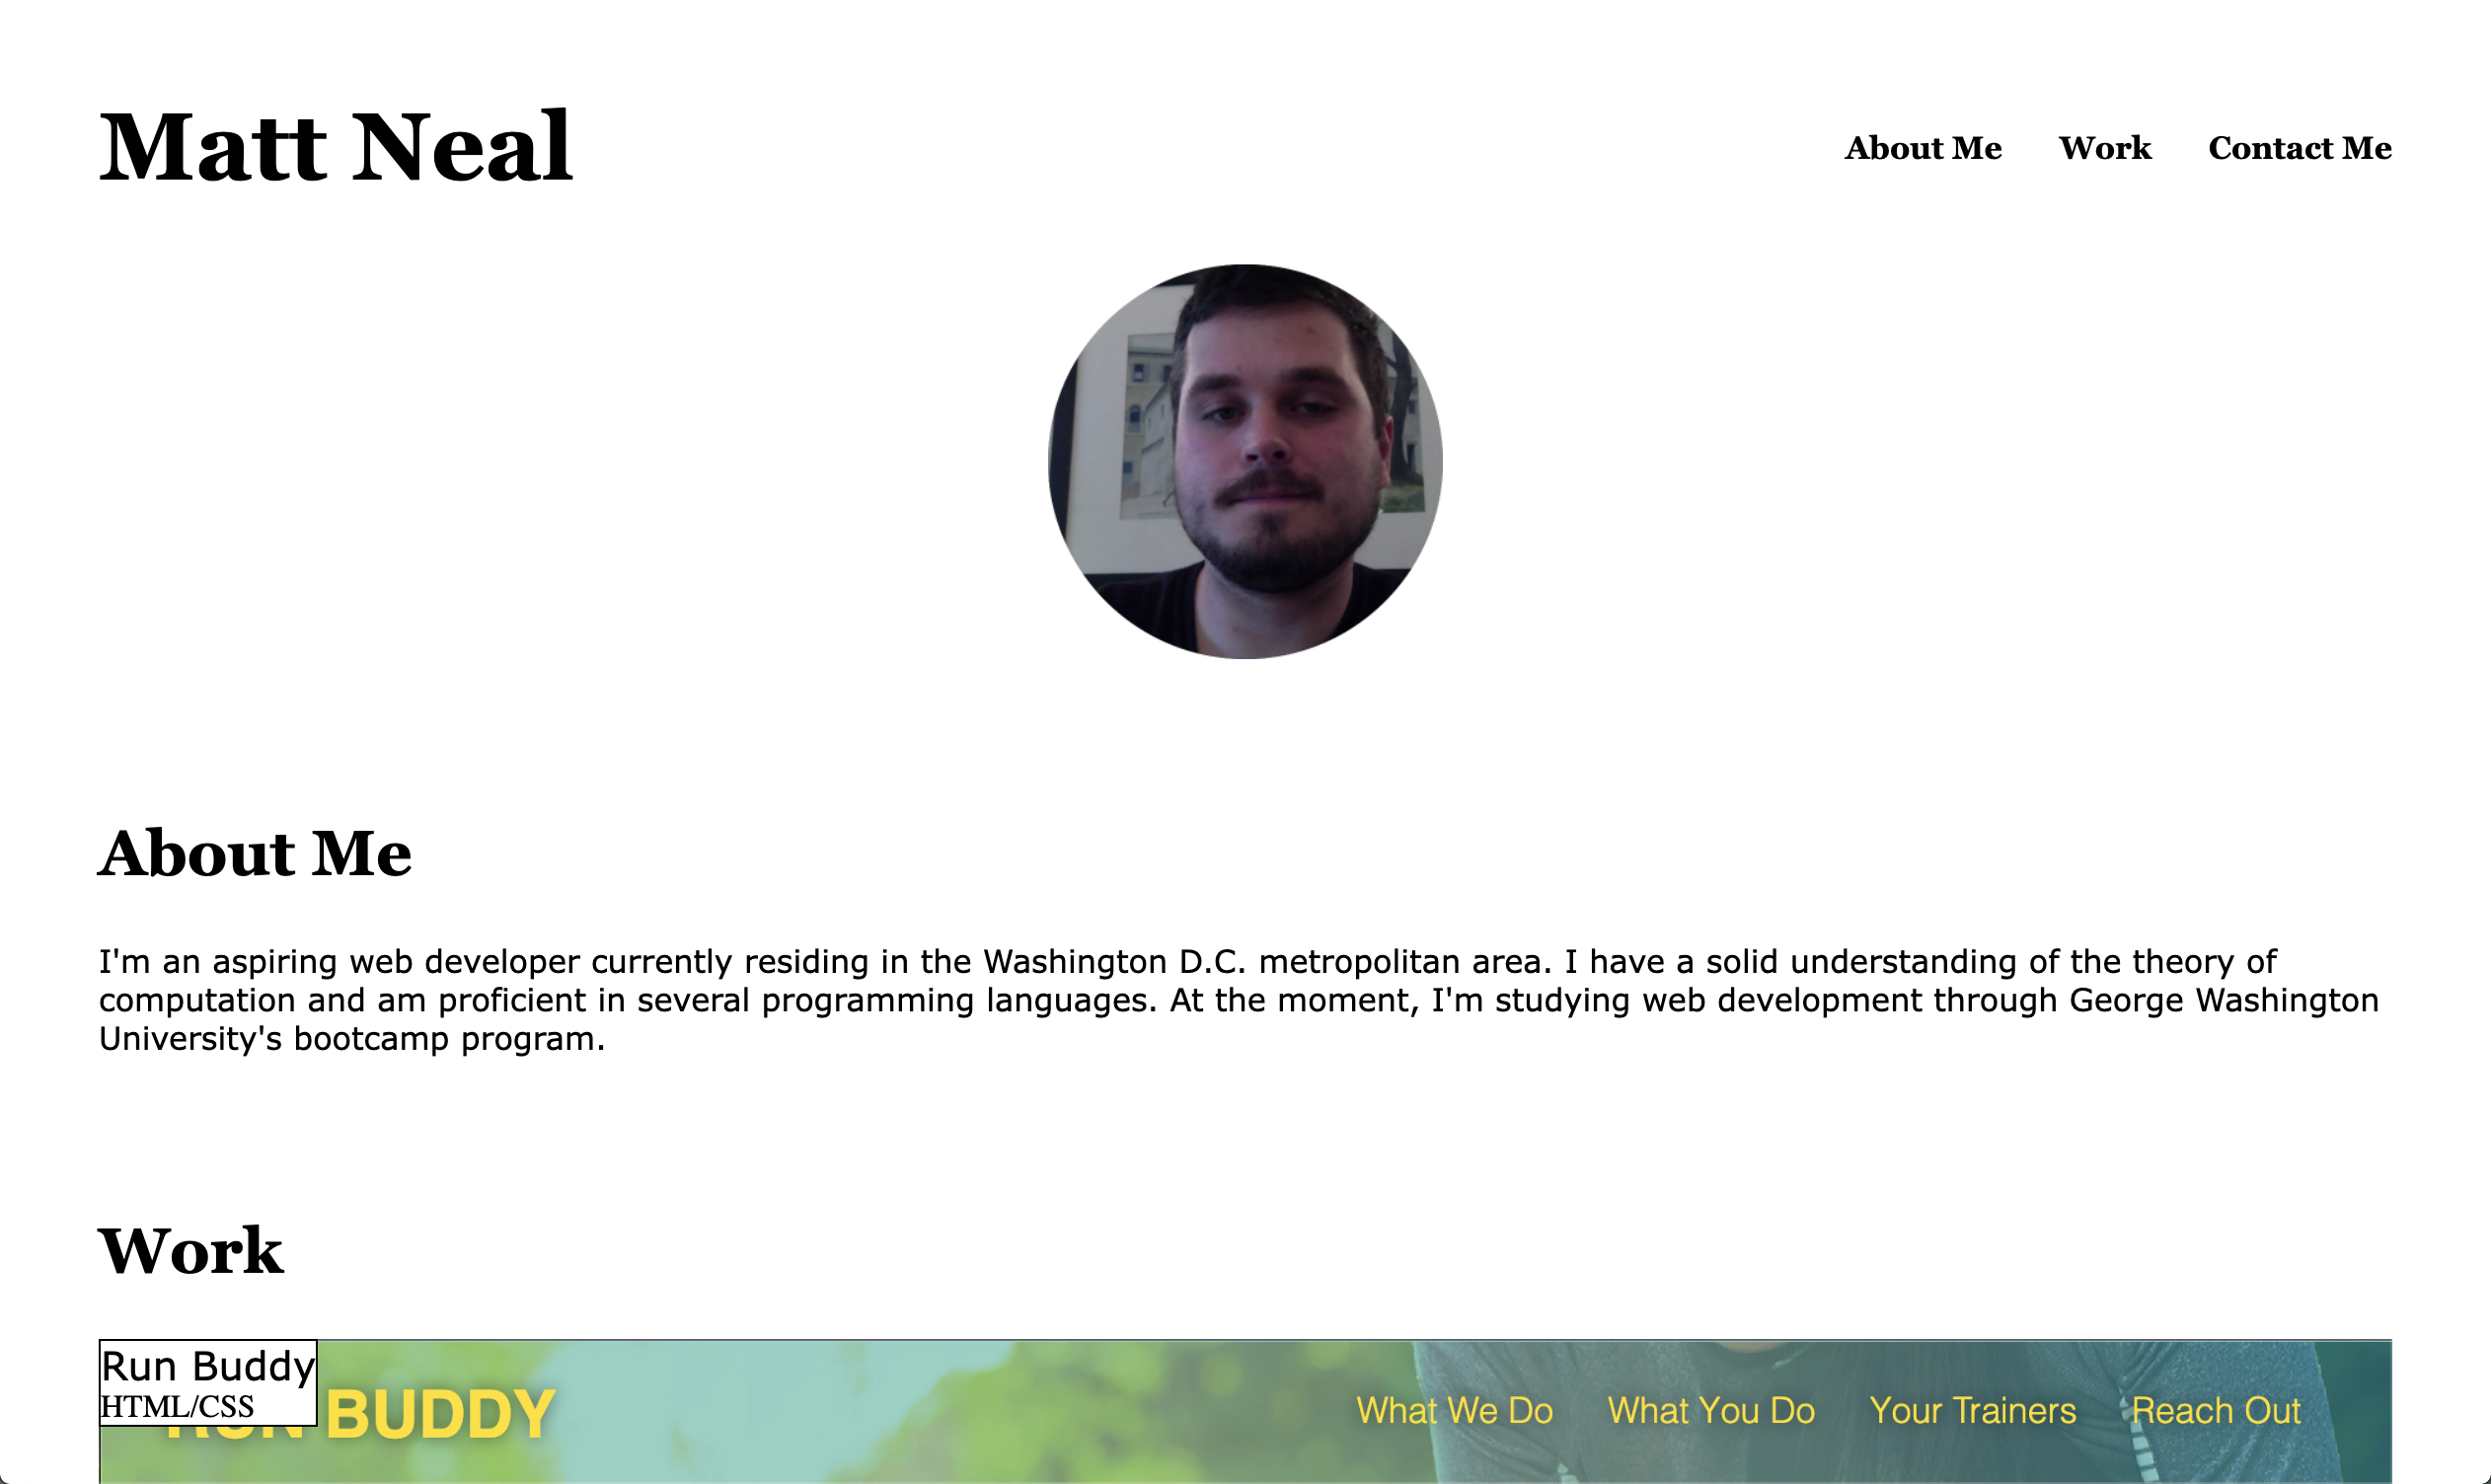 Matt Neal
About Me
Work
Contact Me
About Me
I'm an aspiring web developer currently residing in the Washington D.C. metropolitan area. I have a solid understanding of the theory of
computation and am proficient in several programming languages. At the moment, I'm studying web development through George Washington
University's bootcamp program.
Work
Run Buddy
HTML/CSS
RUN BUDDY
What We Do
What You Do
Your Trainers
Reach Out